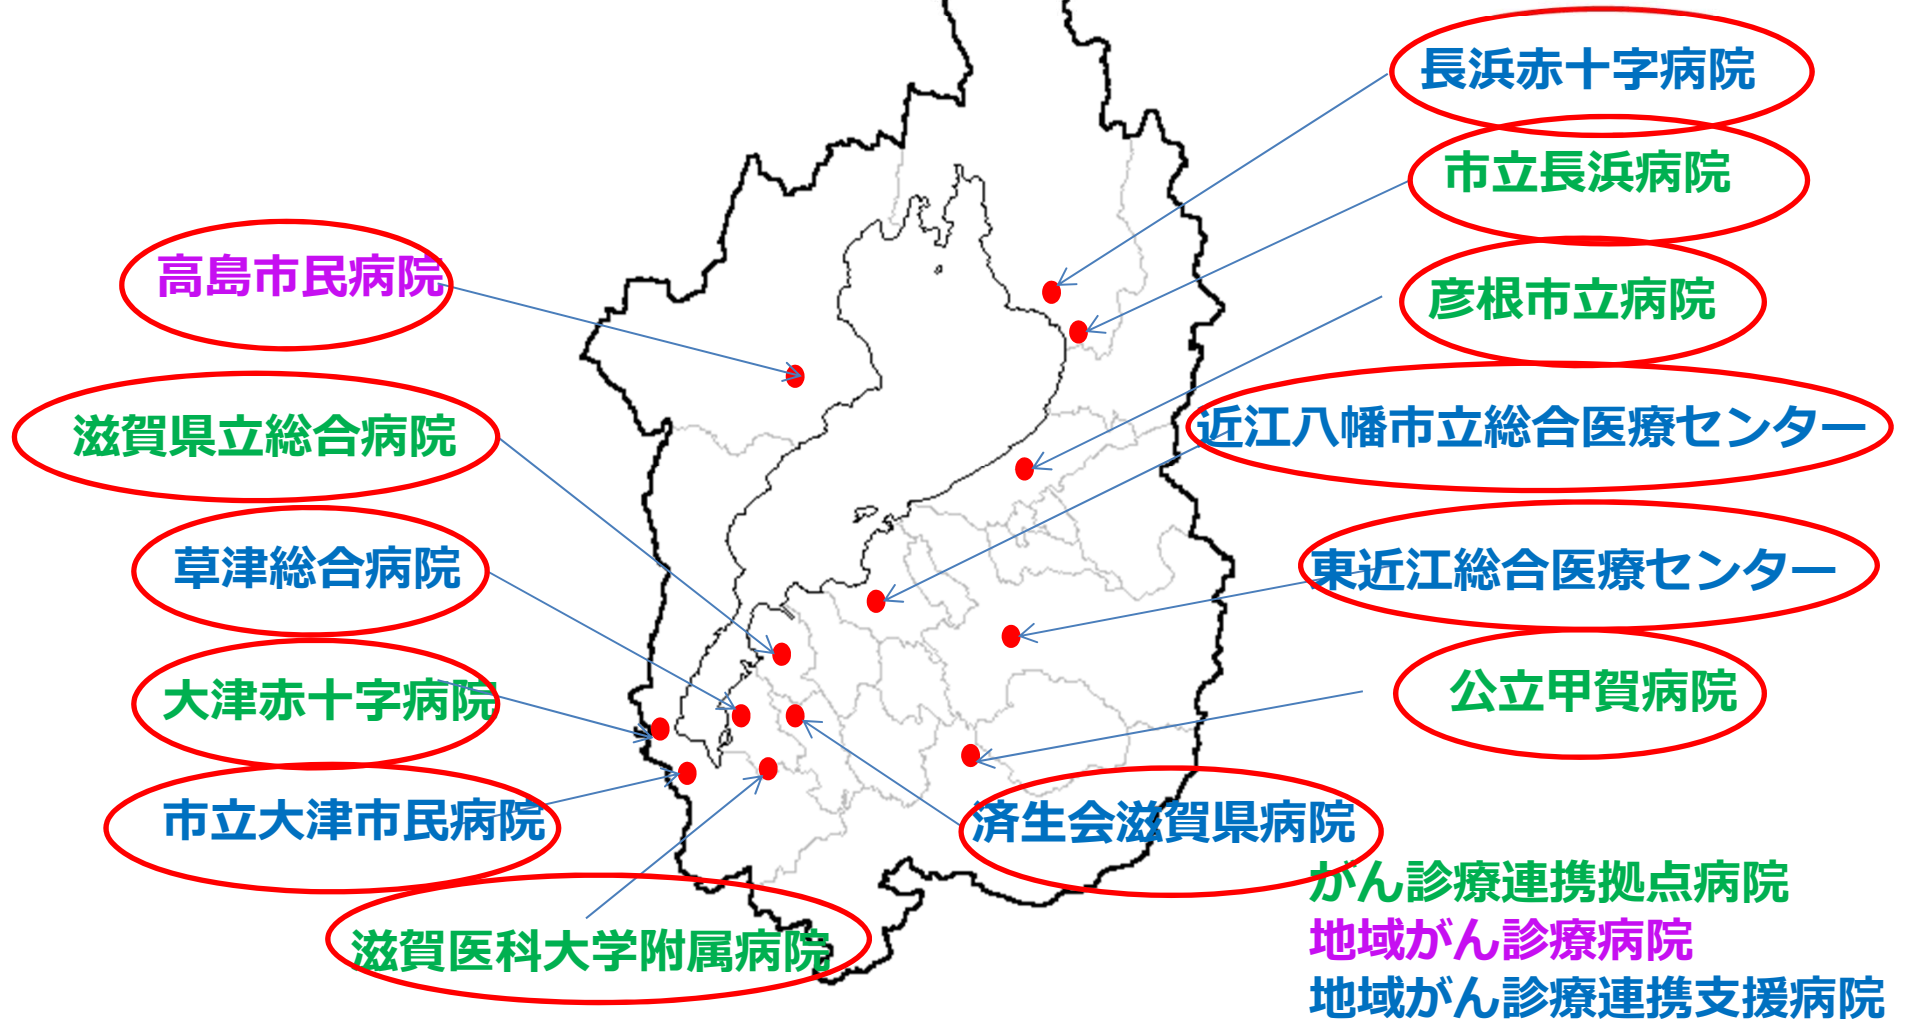 長浜赤十字病院
市立長浜病院
高島市民病院
彦根市立病院
滋賀県立総合病院
近江八幡市立総合医療センター
草津総合病院
東近江総合医療センター
大津赤十字病院
公立甲賀病院
市立大津市民病院
済生会滋賀県病院
滋賀医科大学附属病院
がん診療連携拠点病院
地域がん診療病院
地域がん診療連携支援病院